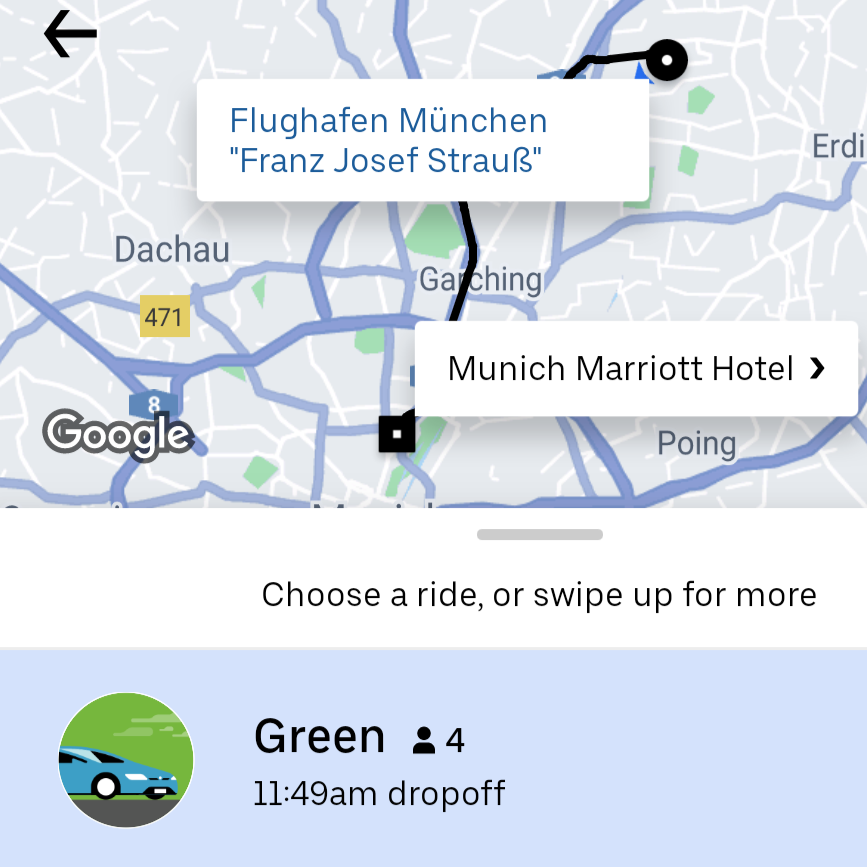 Flughafen München
"Franz Josef Strauß"
Erdi
Dachau
Garching
471
Munich Marriott Hotel ❯
8
Google
Poing
Choose a ride, or swipe up for more
Green 4
11:49am dropoff